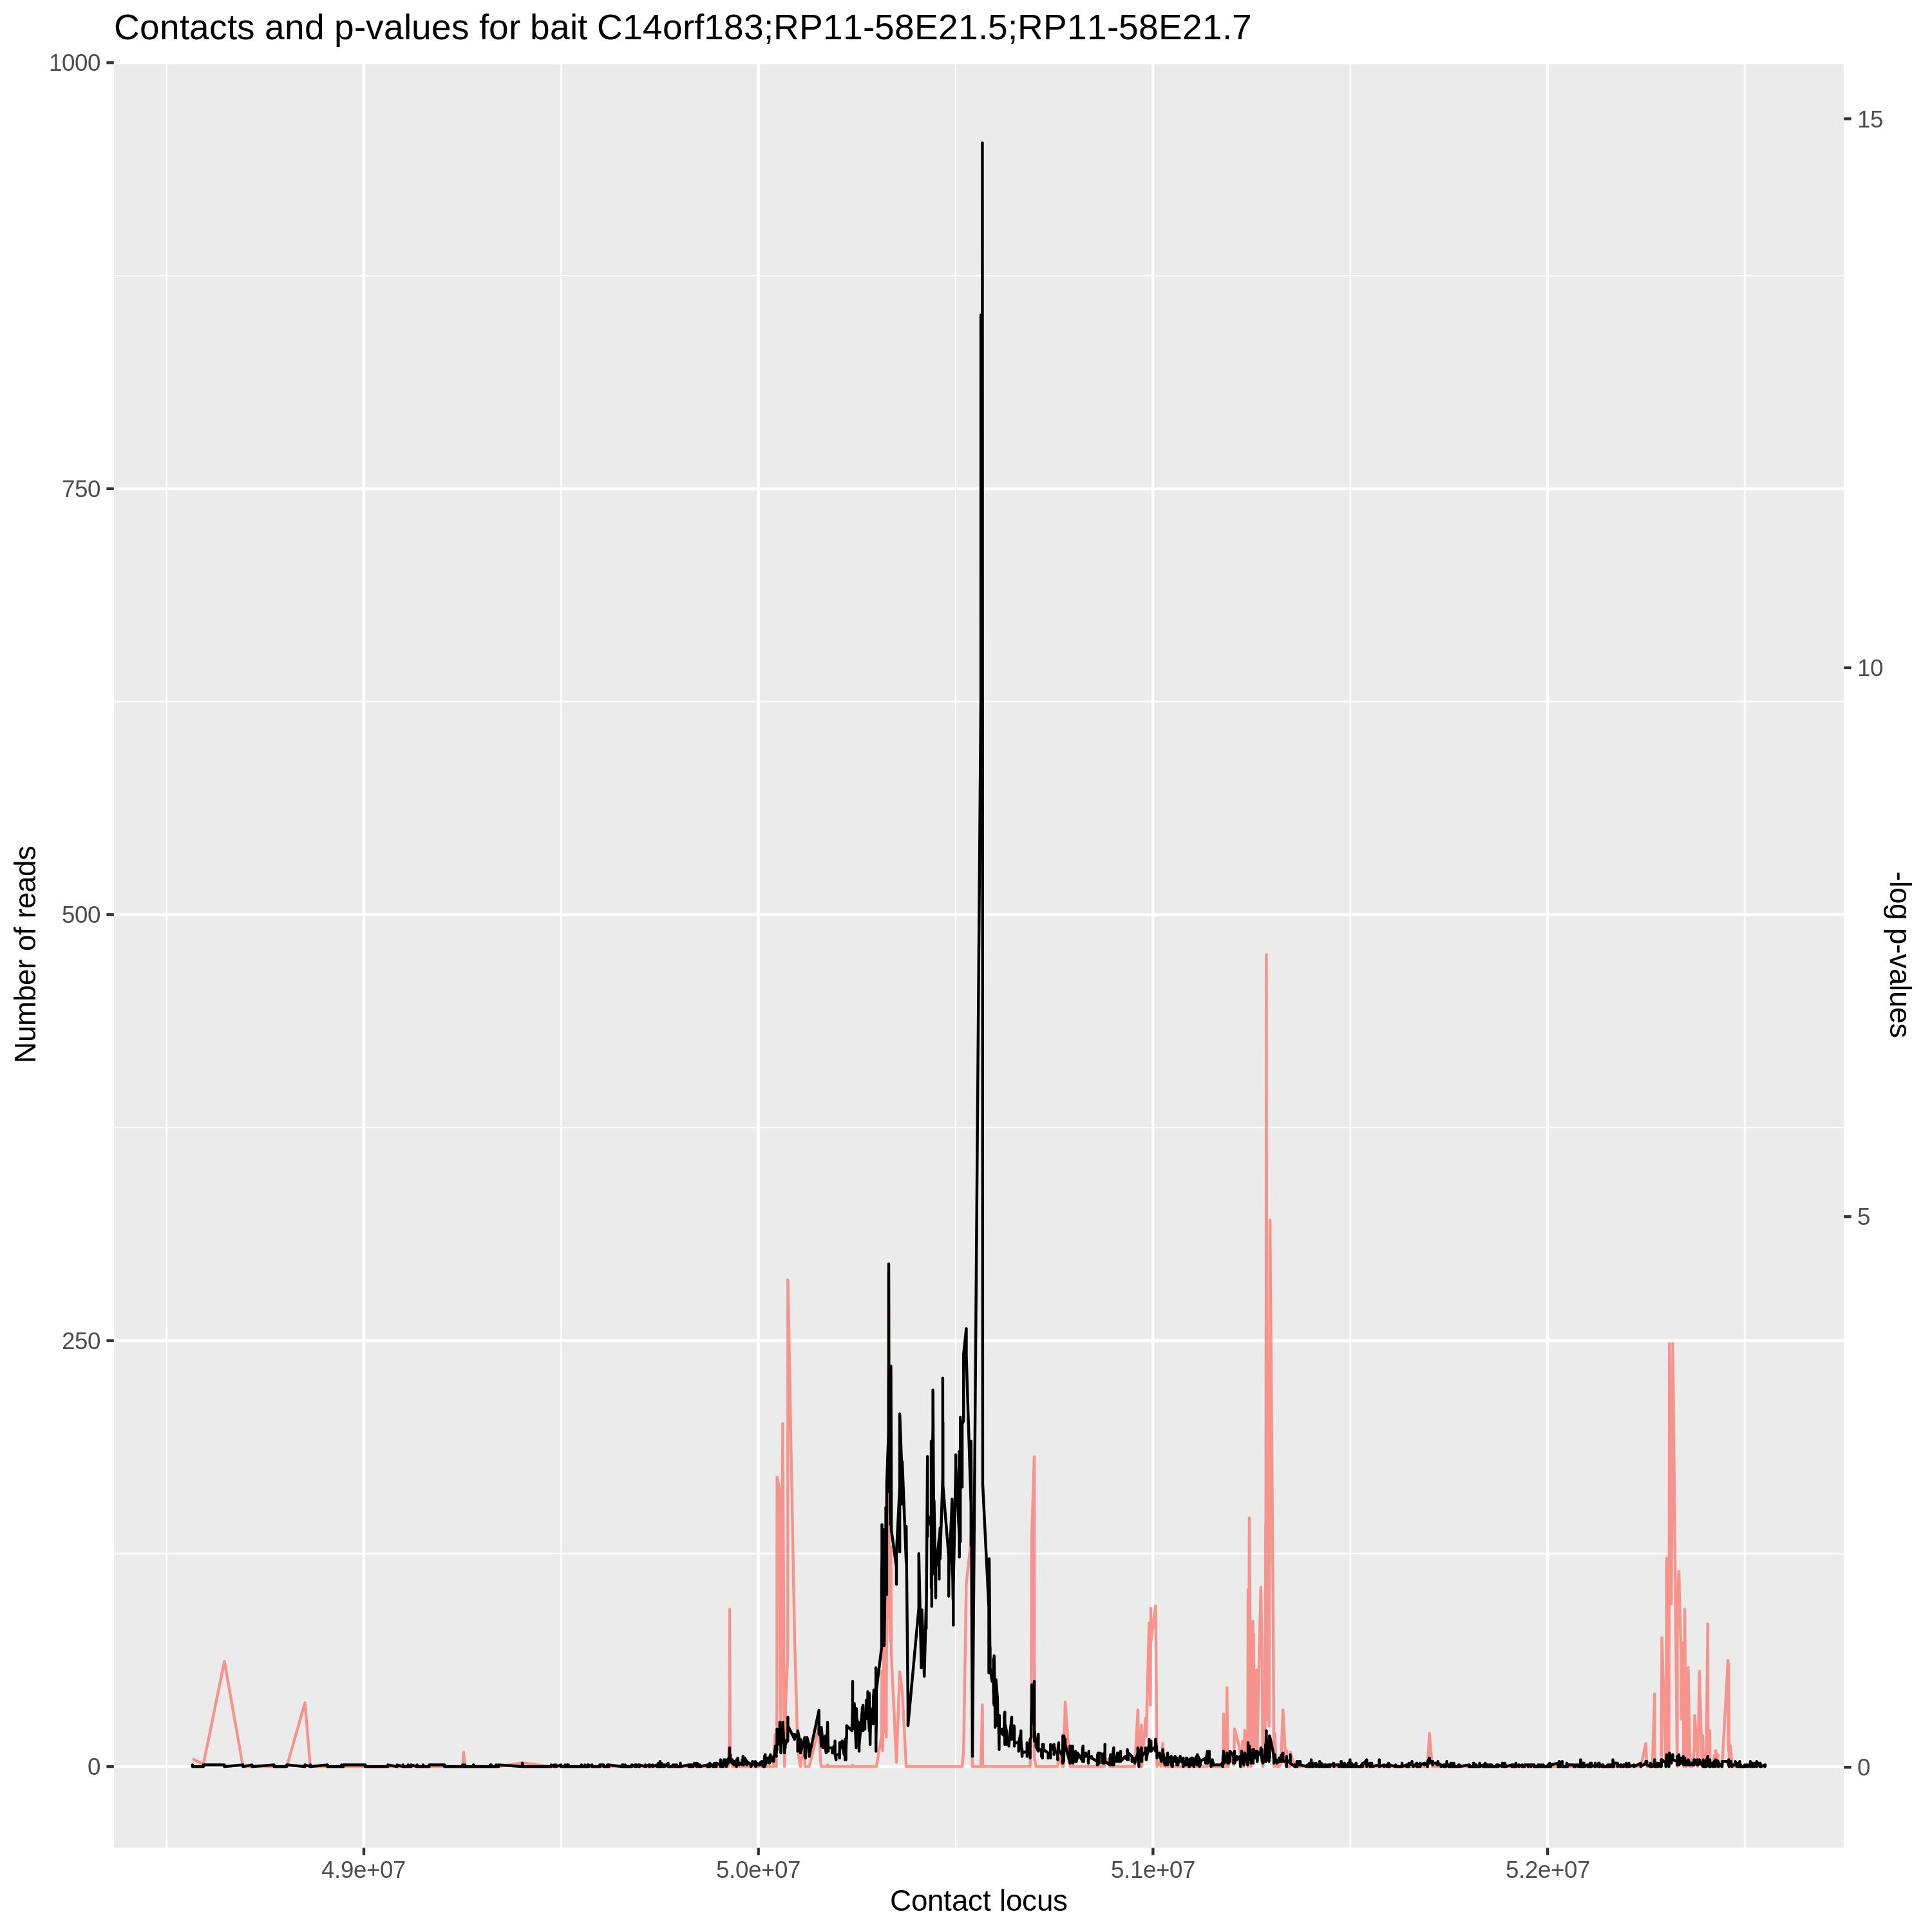 Contacts and p-values for bait C14orf183;RP11-58E21.5;RP11-58E21.7
1000
750
500
250
0
Number of reads
15
10
5
0
-log p-values
4.9e+07
5.0e+07
5.1e+07
5.2e+07
Contact locus